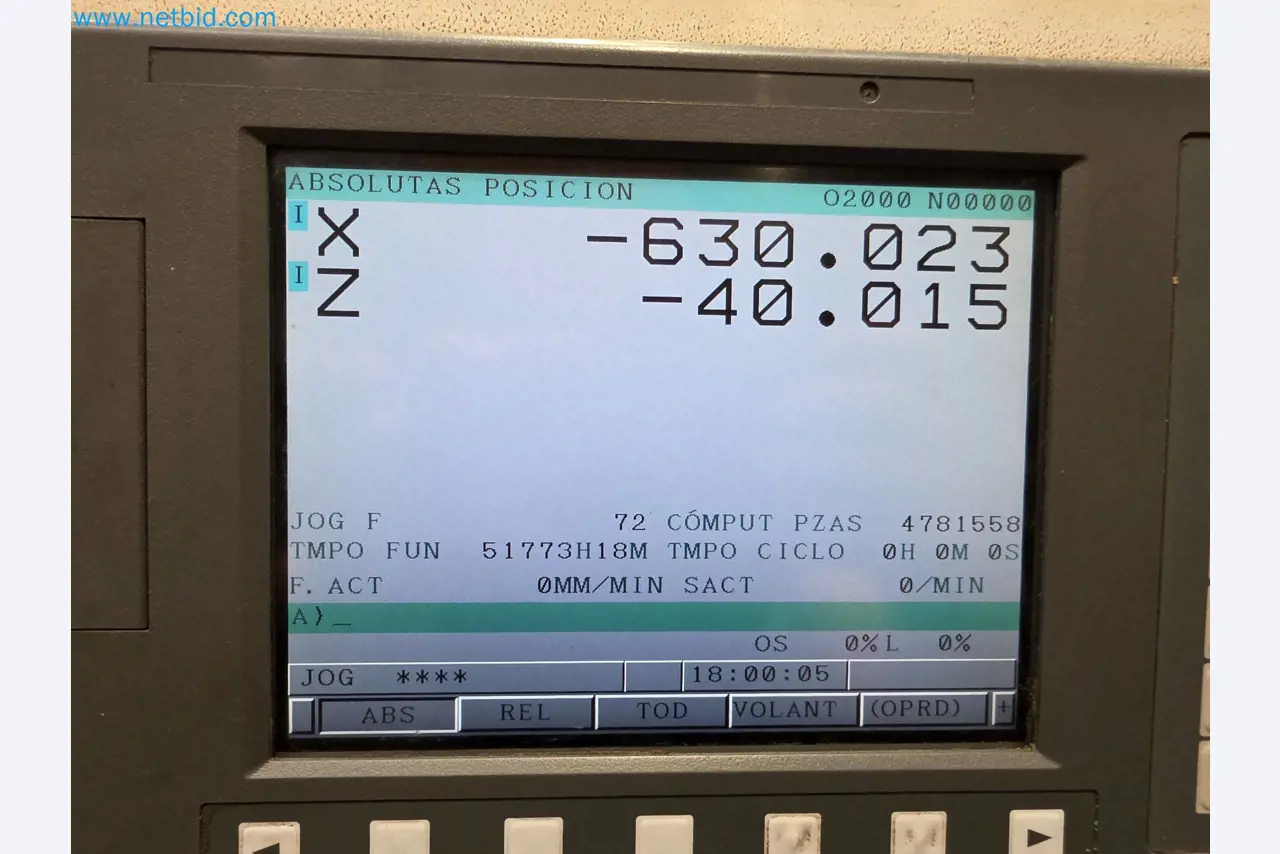 www.netbid.com
ABSOLUTAS POSICION O2000 N00000
I X -630.023
I Z -40.015
JOG F 72 CÓMPUT PZAS 4781558
TMPO FUN 51773H18M TMPO CICLO 0H 0M 0S
F. ACT 0MM/MIN SACT 0/MIN
A)_
OS 0% L 0%
JOG **** 18:00:05
ABS REL TOD VOLANT (OPRD) +